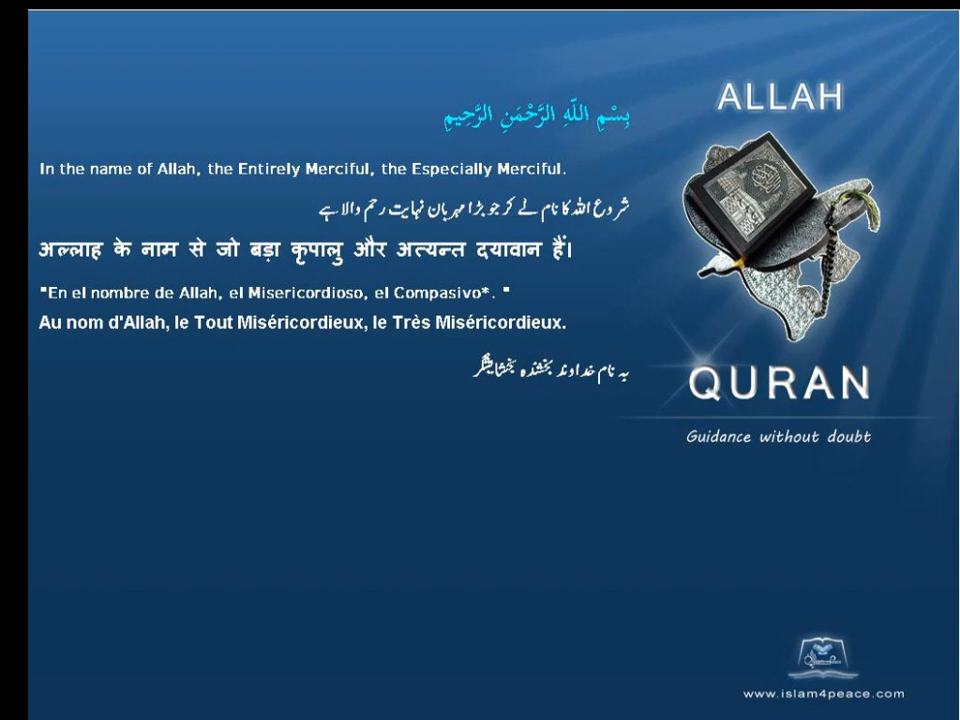 بِسْمِ اللَّهِ الرَّحْمَنِ الرَّحِيمِ
In the name of Allah, the Entirely Merciful, the Especially Merciful.
شروع الله کا نام لے کر جو بڑا مہربان نہایت رحم والا ہے
अल्लाह के नाम से जो बड़ा कृपालु और अत्यन्त दयावान हैं।
"En el nombre de Allah, el Misericordioso, el Compasivo*. "
Au nom d'Allah, le Tout Miséricordieux, le Très Miséricordieux.
به نام خداوند بخشنده بخشایشگر
ALLAH
QURAN
Guidance without doubt
www.islam4peace.com